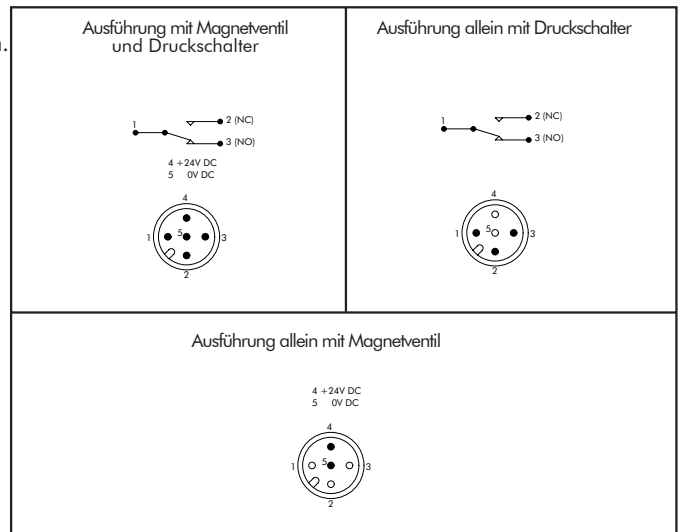 n.
Ausführung mit Magnetventil
und Druckschalter
1
2 (NC)
3 (NO)
4 +24V DC
5 0V DC
4
1 5 3
2
Ausführung allein mit Druckschalter
1
2 (NC)
3 (NO)
4
1 5 3
2
Ausführung allein mit Magnetventil
4 +24V DC
5 0V DC
4
1 5 3
2